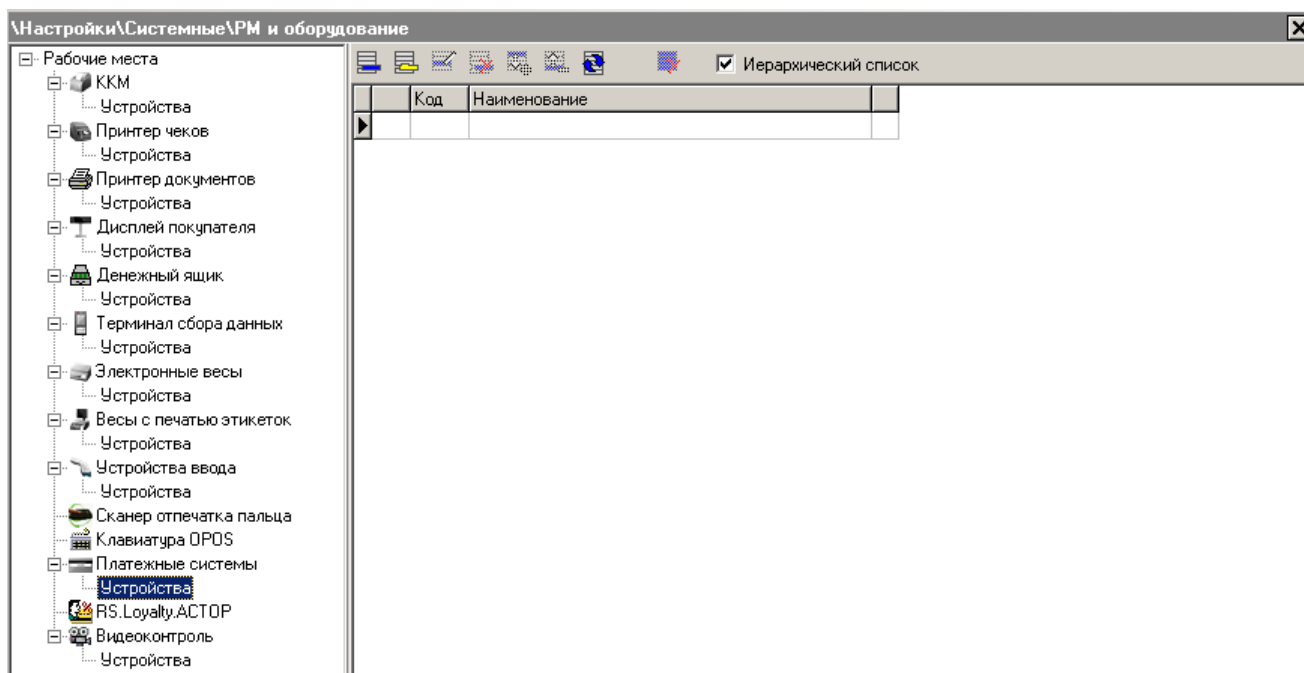 \Настройки\Системные\РМ и оборудование
Рабочие места
ККМ
Устройства
Принтер чеков
Устройства
Принтер документов
Устройства
Дисплей покупателя
Устройства
Денежный ящик
Устройства
Терминал сбора данных
Устройства
Электронные весы
Устройства
Весы с печатью этикеток
Устройства
Устройства ввода
Устройства
Сканер отпечатка пальца
Клавиатура OPOS
Платежные системы
Устройства
RS.Loyalty.АСТОР
Видеоконтроль
Устройства
Иерархический список
Код Наименование